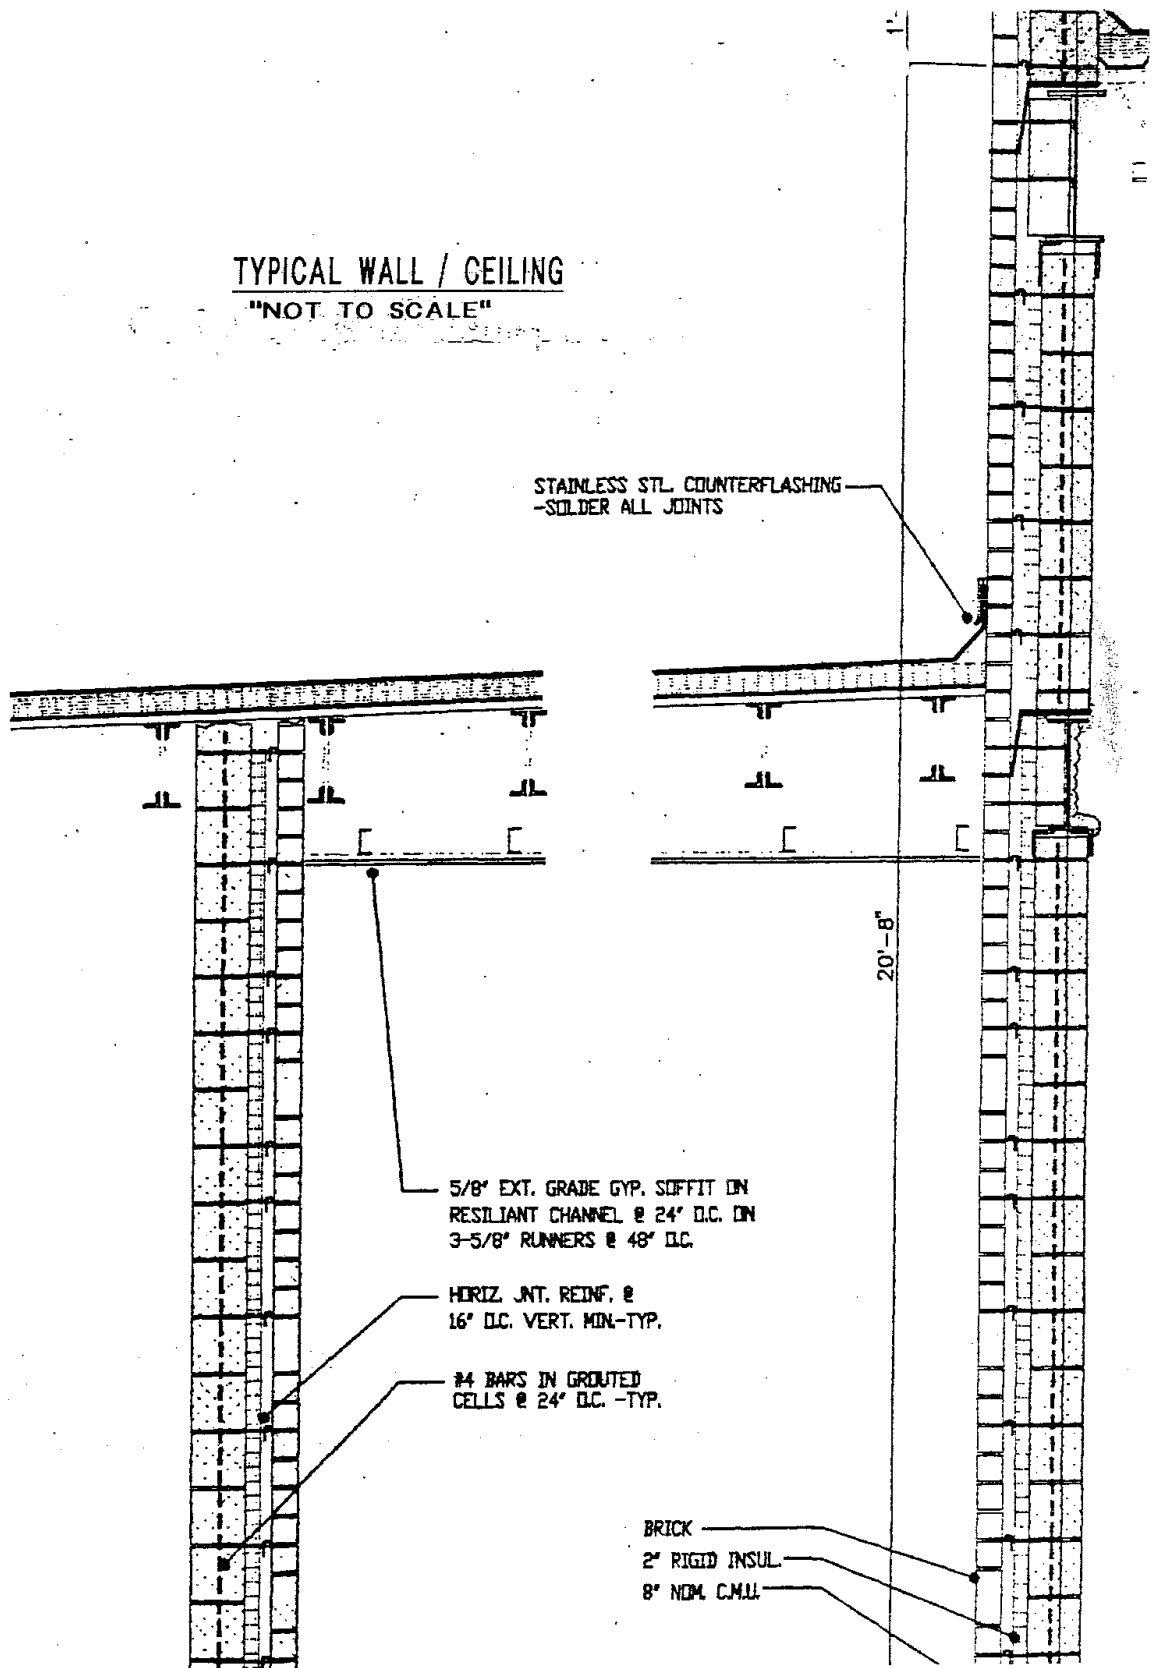 1'-
TYPICAL WALL / CEILING
"NOT TO SCALE"
STAINLESS STL. COUNTERFLASHING
-SOLDER ALL JOINTS
20'-8"
5/8" EXT. GRADE GYP. SOFFIT ON
RESILIANT CHANNEL @ 24" O.C. ON
3-5/8" RUNNERS @ 48" O.C.
HORIZ. JNT. REINF. @
16" O.C. VERT. MIN.-TYP.
#4 BARS IN GROUTED
CELLS @ 24" O.C. -TYP.
BRICK
2" RIGID INSUL.
8" NOM. C.M.U.